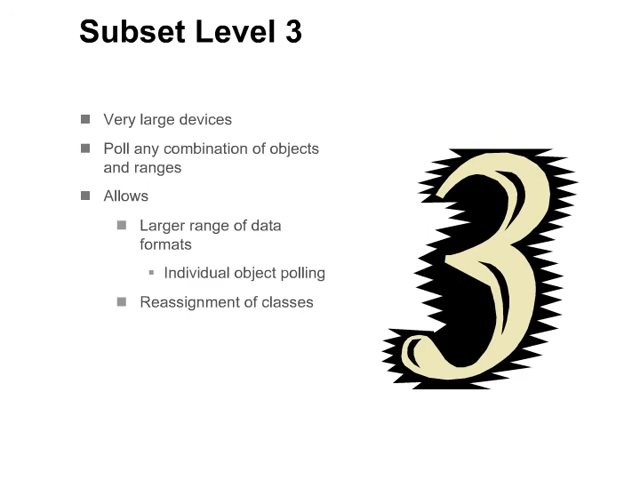 Subset Level 3
Very large devices
Poll any combination of objects
and ranges
Allows
Larger range of data
formats
Individual object polling
Reassignment of classes
3